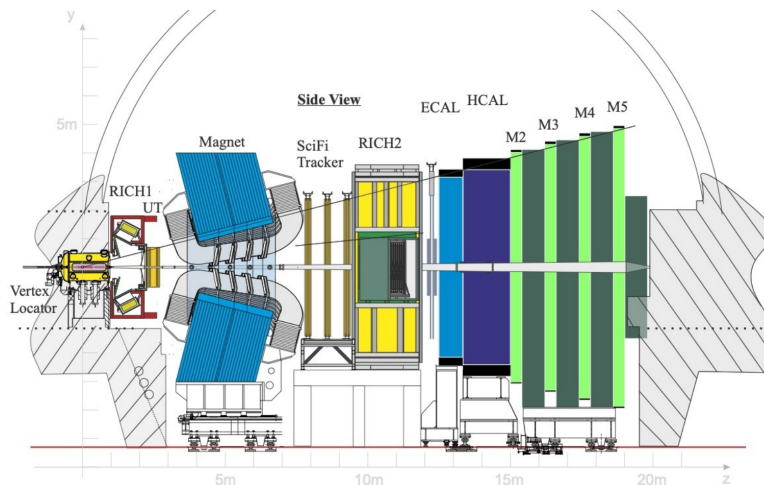 y
5m
Side View
ECAL
HCAL
M2
M3
M4
M5
Magnet
SciFi
Tracker
RICH2
RICH1
UT
Vertex
Locator
5m
10m
15m
20m
z